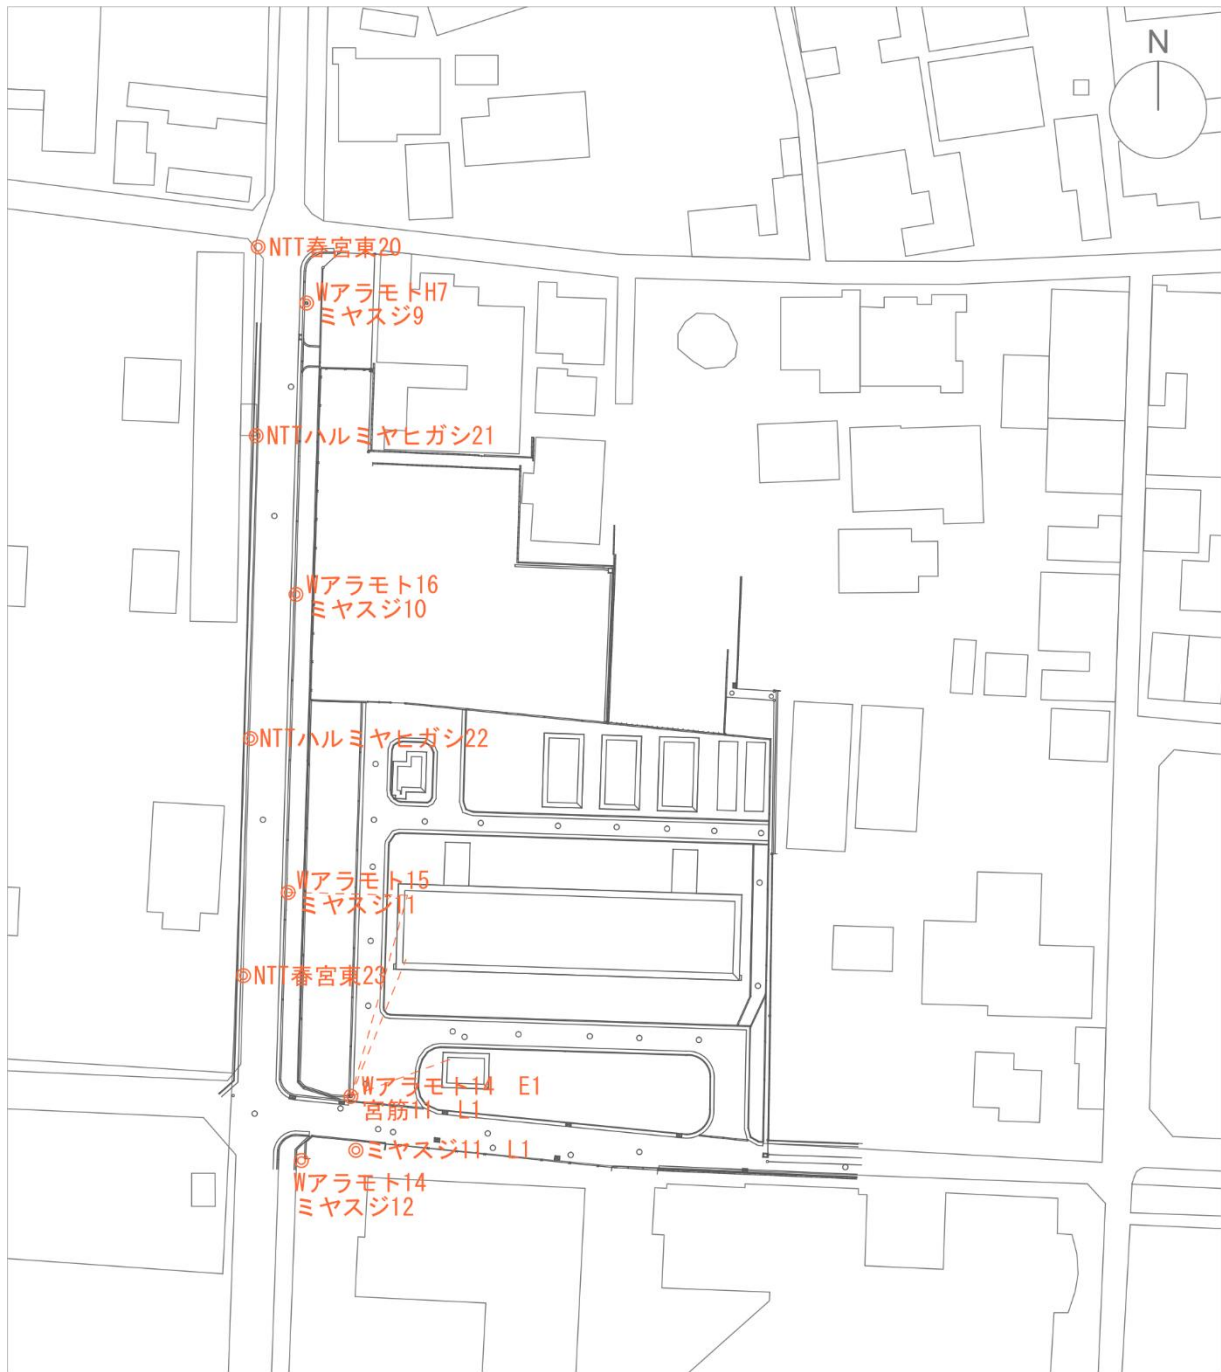 N
NTT春宮東20
WアラモトH7
ミヤスジ9
NTTハルミヤヒガシ21
Wアラモト16
ミヤスジ10
NTTハルミヤヒガシ22
Wアラモト15
ミヤスジ11
NTT春宮東23
Wアラモト14 E1
宮筋11 L1
ミヤスジ11 L1
Wアラモト14
ミヤスジ12